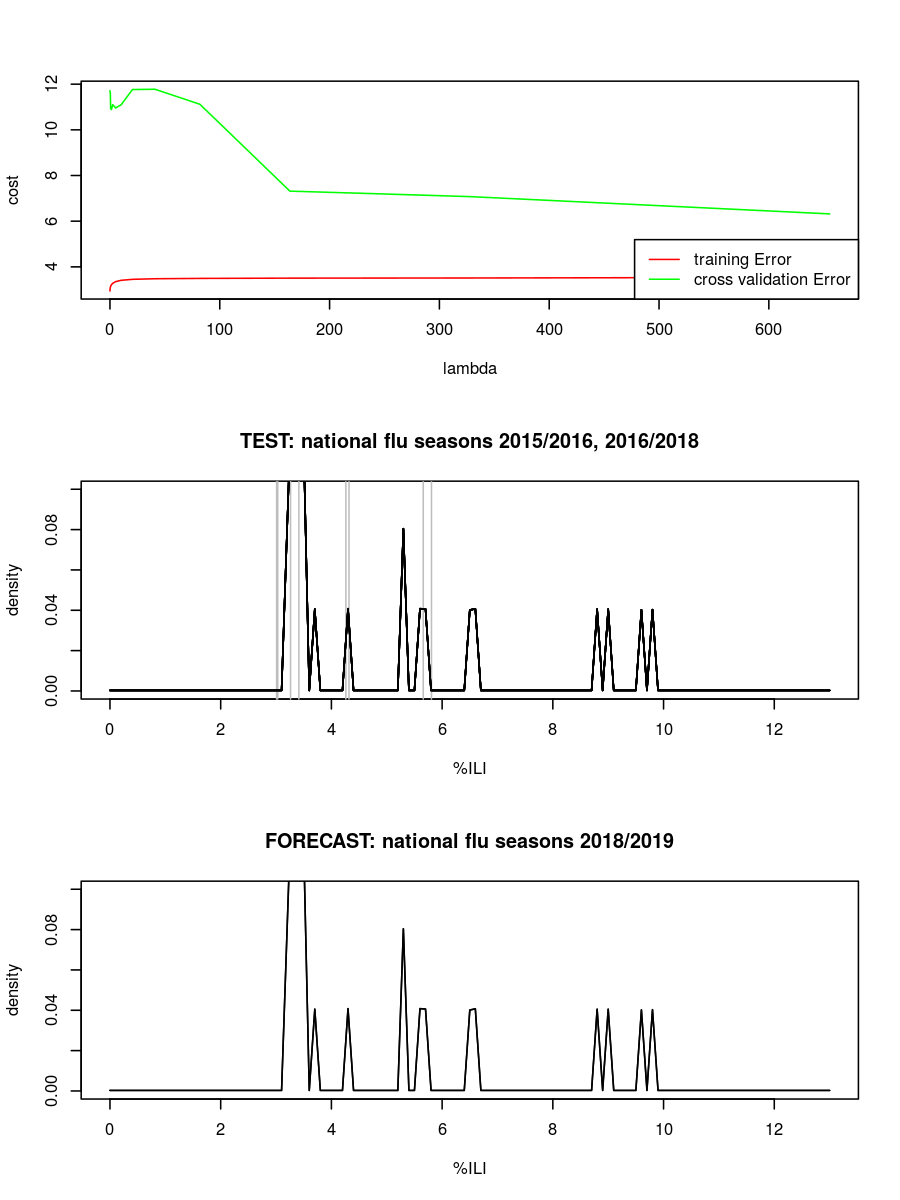 12
10
8
6
4
cost
training Error
cross validation Error
0 100 200 300 400 500 600
lambda
TEST: national flu seasons 2015/2016, 2016/2018
0.08
0.04
0.00
density
0 2 4 6 8 10 12
%ILI
FORECAST: national flu seasons 2018/2019
0.08
0.04
0.00
density
0 2 4 6 8 10 12
%ILI